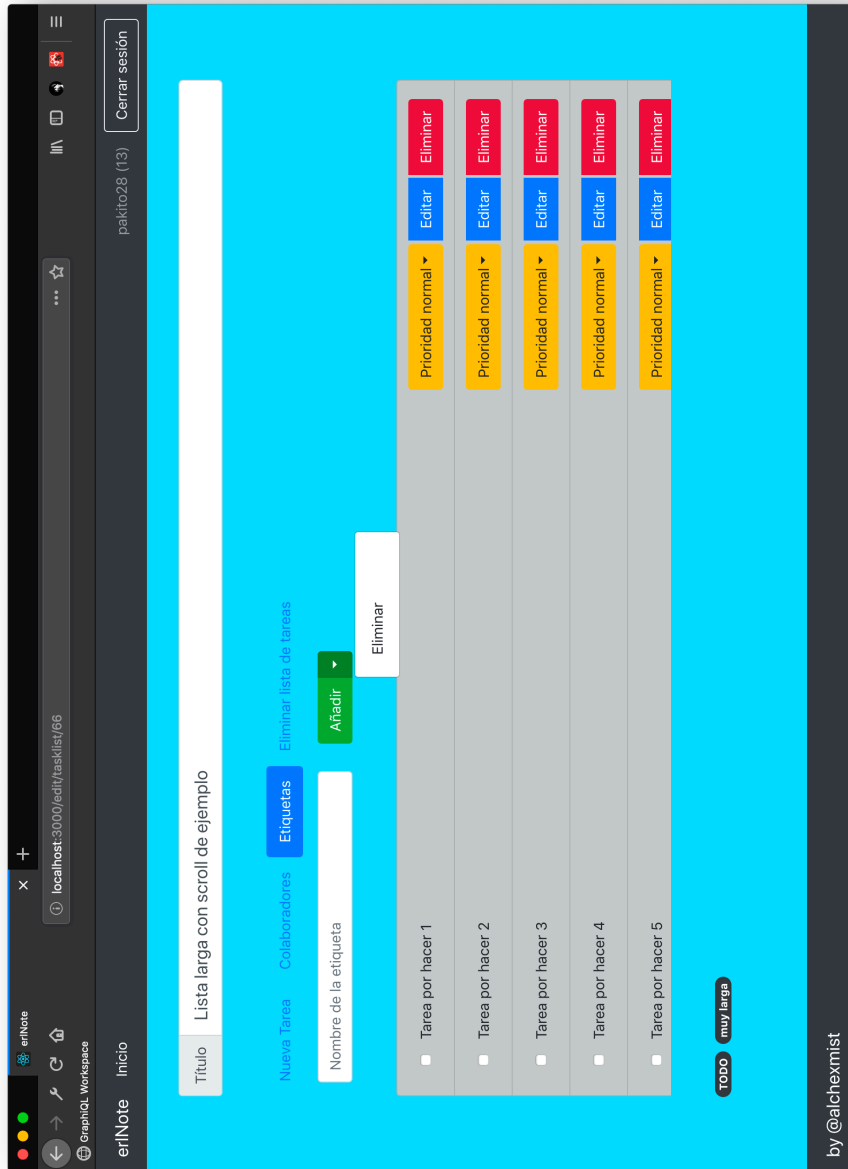 erlNote
localhost:3000/edit/tasklist/66
GraphiQL Workspace
erlNote Inicio pakito28 (13) Cerrar sesión
Título Lista larga con scroll de ejemplo
Nueva Tarea Colaboradores Etiquetas Eliminar lista de tareas
Nombre de la etiqueta Añadir
Eliminar
Tarea por hacer 1 Prioridad normal Editar Eliminar
Tarea por hacer 2 Prioridad normal Editar Eliminar
Tarea por hacer 3 Prioridad normal Editar Eliminar
Tarea por hacer 4 Prioridad normal Editar Eliminar
Tarea por hacer 5 Prioridad normal Editar Eliminar
TODO muy larga
by @alchexmist